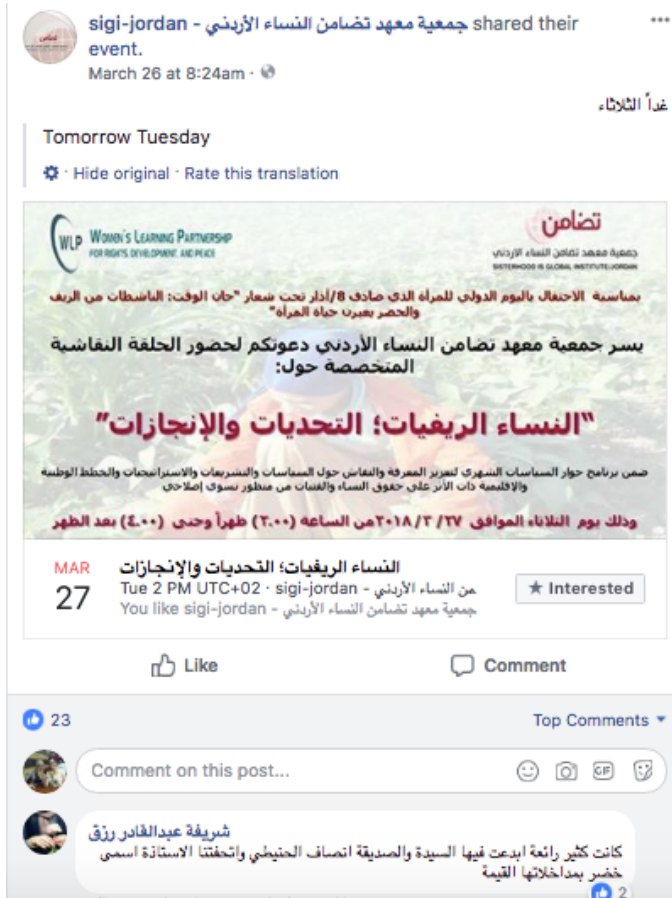 sigi-jordan - جمعية معهد تضامن النساء الأردني shared their
event.
March 26 at 8:24am ·
غداً الثلاثاء
Tomorrow Tuesday
· Hide original · Rate this translation
WLP WOMEN'S LEARNING PARTNERSHIP
FOR RIGHTS, DEVELOPMENT, AND PEACE
تضامن
جمعية معهد تضامن النساء الأردني
SISTERHOOD IS GLOBAL INSTITUTE/JORDAN
بمناسبة الاحتفال باليوم الدولي للمرأة الذي صادف 8/آذار تحت شعار "حان الوقت: الناشطات من الريف
والحضر يغيرن حياة المرأة"
يسر جمعية معهد تضامن النساء الأردني دعوتكم لحضور الحلقة النقاشية
المتخصصة حول:
"النساء الريفيات؛ التحديات والإنجازات"
ضمن برنامج حوار السياسات الشهري لتعزيز المعرفة والنقاش حول السياسات والتشريعات والاستراتيجيات والخطط الوطنية
والإقليمية ذات الأثر على حقوق النساء والفتيات من منظور نسوي إصلاحي
وذلك يوم الثلاثاء الموافق ٢٠١٨/٣/٢٧ من الساعة (٢.٠٠) ظهراً وحتى (٤.٠٠) بعد الظهر
MAR
27
النساء الريفيات؛ التحديات والإنجازات
Tue 2 PM UTC+02 · sigi-jordan - من النساء الأردني
You like sigi-jordan - جمعية معهد تضامن النساء الأردني
Interested
Like
Comment
23
Top Comments
Comment on this post...
GIF
شريفة عبدالقادر رزق
كانت كثير رائعة ابدعت فيها السيدة والصديقة انصاف الحنيطي واتحفتنا الاستاذة اسمى
خضر بمداخلاتها القيمة
2